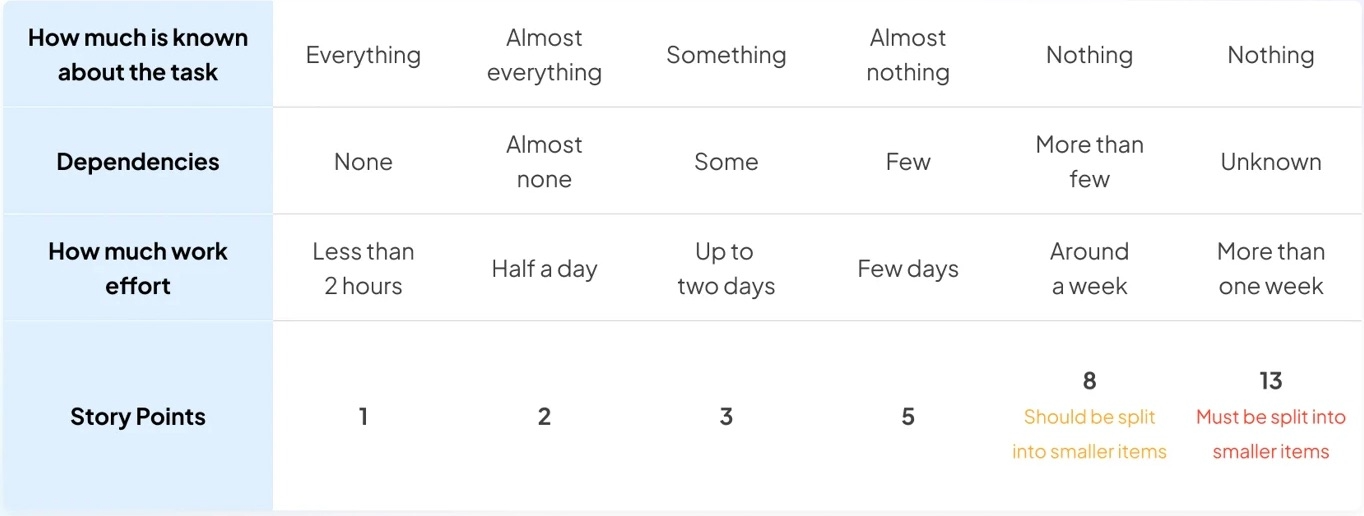 How much is known
about the task
Everything
Almost
everything
Something
Almost
nothing
Nothing
Nothing
Dependencies
None
Almost
none
Some
Few
More than
few
Unknown
How much work
effort
Less than
2 hours
Half a day
Up to
two days
Few days
Around
a week
More than
one week
Story Points
1
2
3
5
8
Should be split
into smaller items
13
Must be split into
smaller items